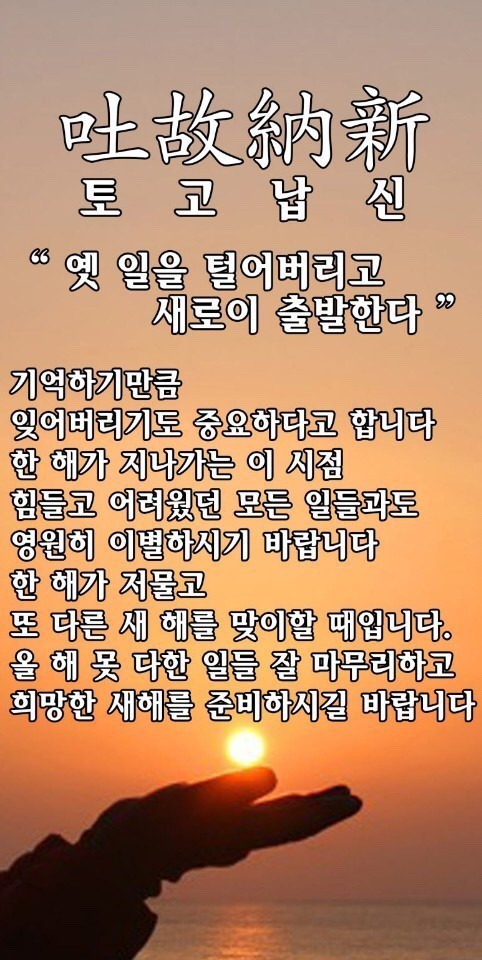 吐故納新
토 고 납 신
“ 옛 일을 털어버리고
새로이 출발한다 ”
기억하기만큼
잊어버리기도 중요하다고 합니다
한 해가 지나가는 이 시점
힘들고 어려웠던 모든 일들과도
영원히 이별하시기 바랍니다
한 해가 저물고
또 다른 새 해를 맞이할 때입니다.
올 해 못 다한 일들 잘 마무리하고
희망한 새해를 준비하시길 바랍니다